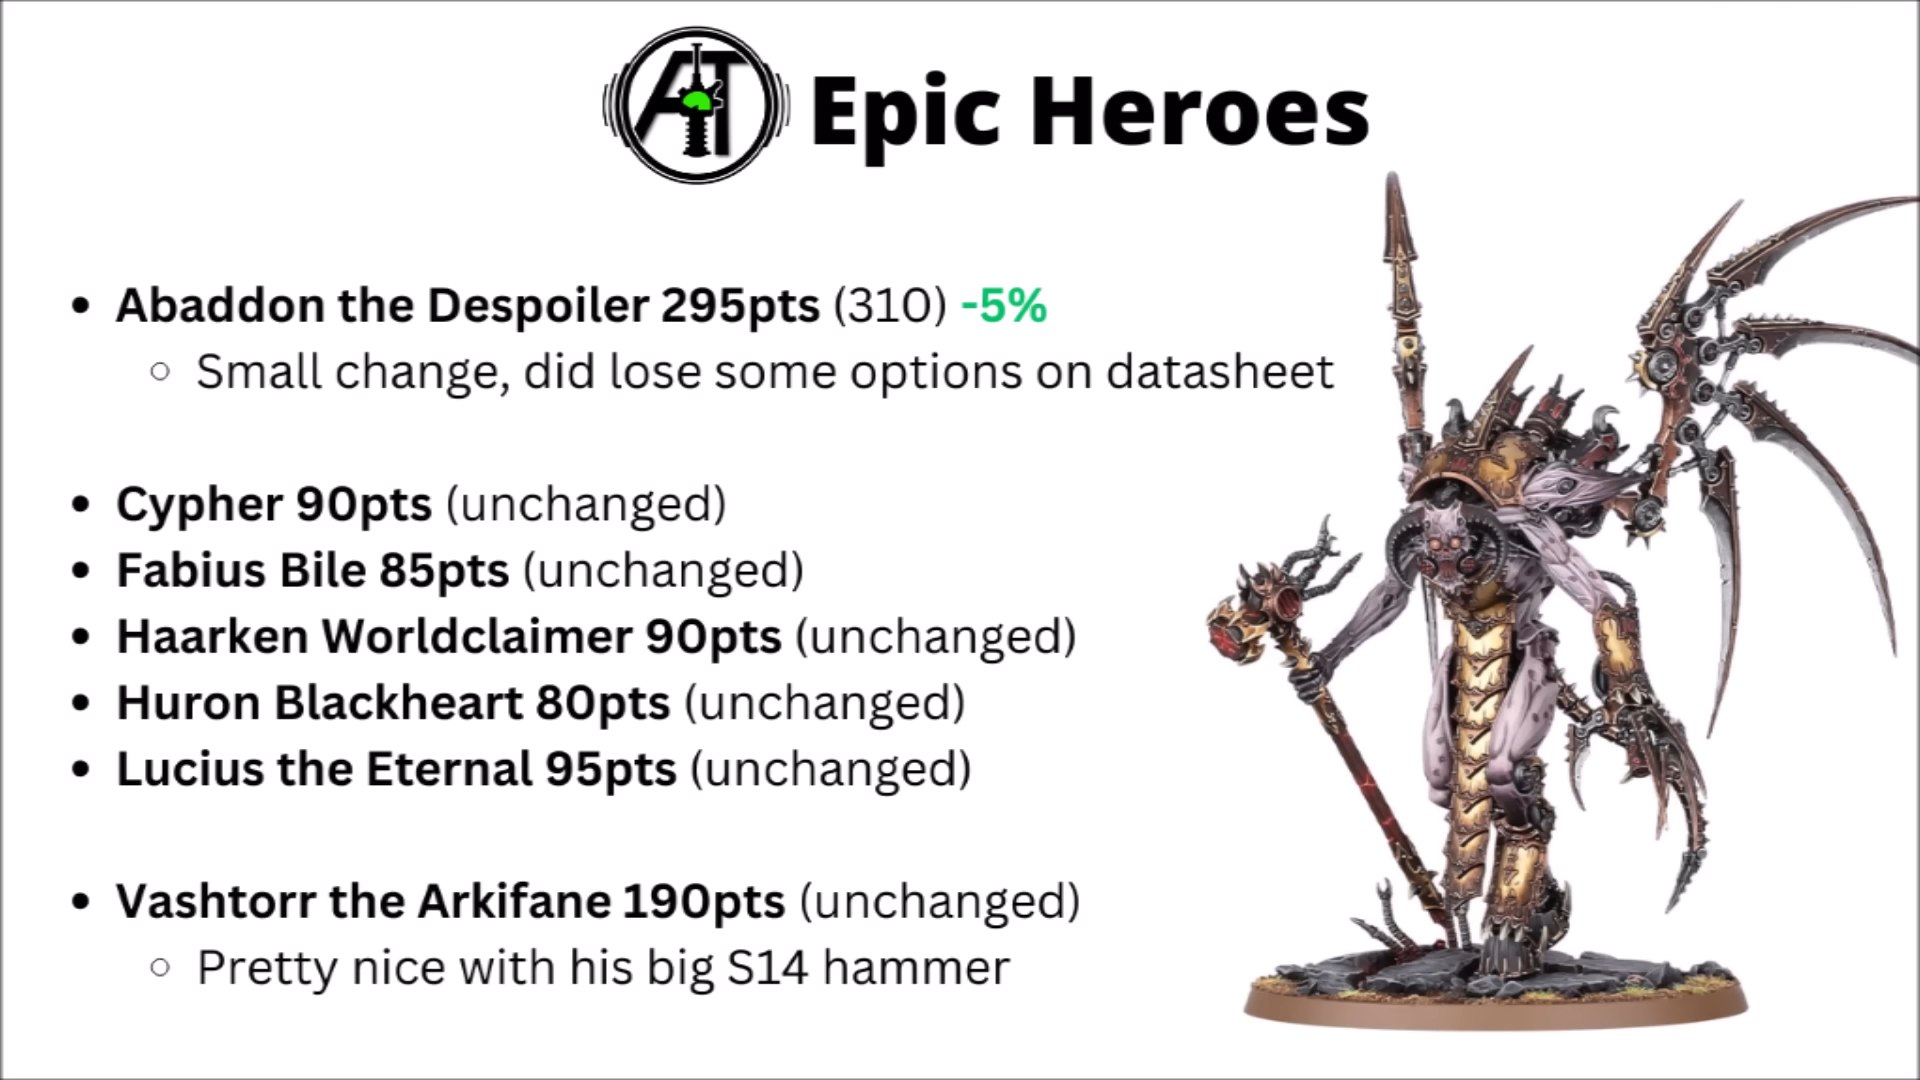 AT Epic Heroes
• Abaddon the Despoiler 295pts (310) -5%
○ Small change, did lose some options on datasheet
• Cypher 90pts (unchanged)
• Fabius Bile 85pts (unchanged)
• Haarken Worldclaimer 90pts (unchanged)
• Huron Blackheart 80pts (unchanged)
• Lucius the Eternal 95pts (unchanged)
• Vashtorr the Arkifane 190pts (unchanged)
○ Pretty nice with his big S14 hammer